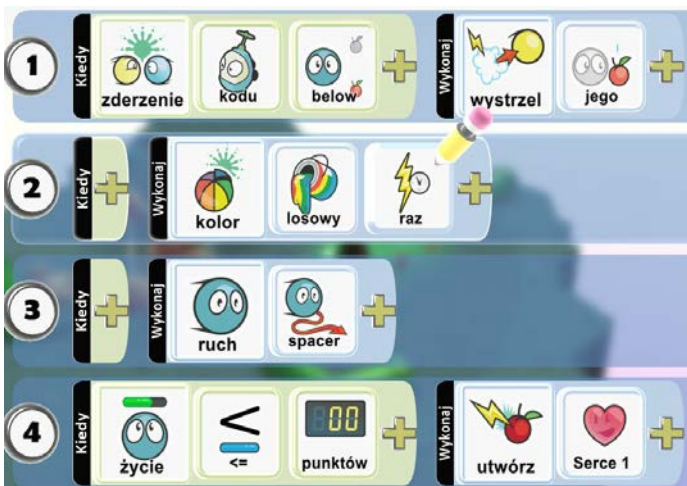 1 Kiedy zderzenie kodu below Wykonaj wystrzel jego
2 Kiedy Wykonaj kolor losowy raz
3 Kiedy Wykonaj ruch spacer
4 Kiedy życie <= 00 punktów Wykonaj utwórz Serce 1